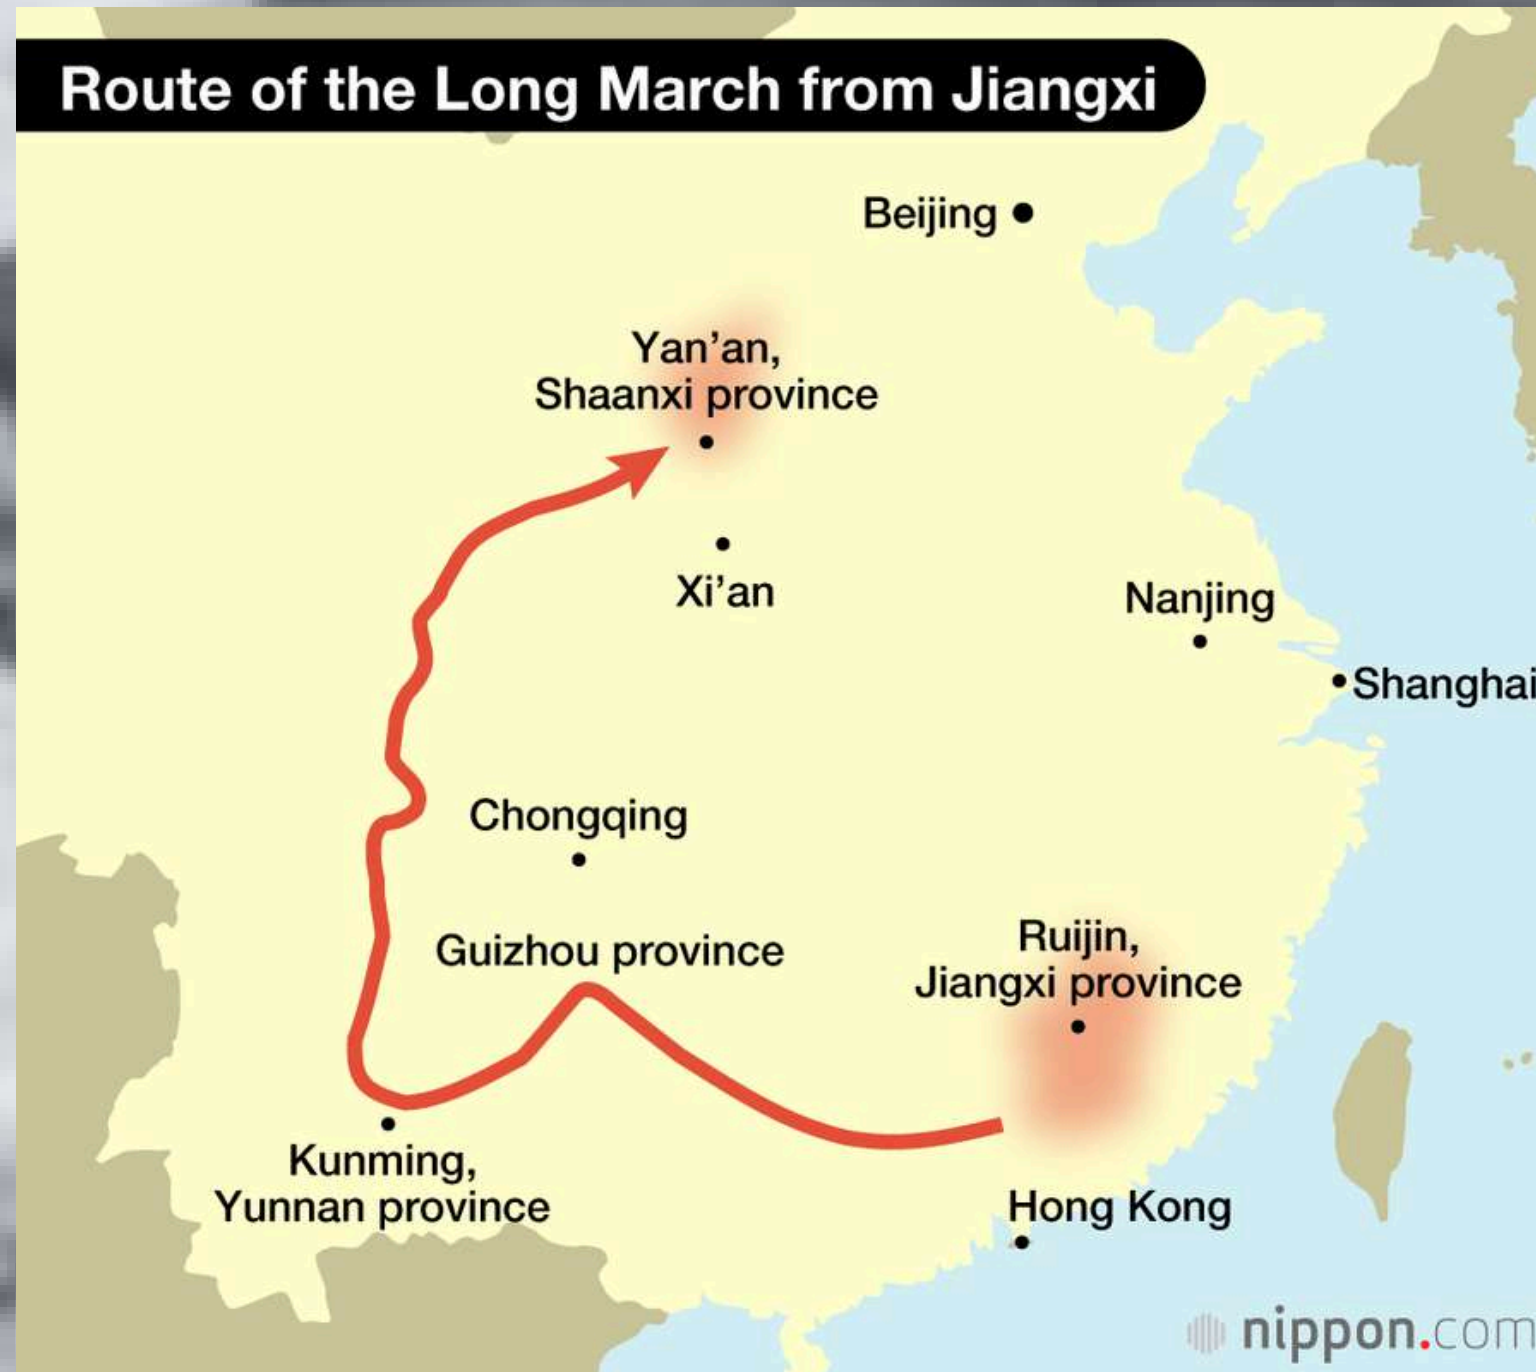 Route of the Long March from Jiangxi
Beijing
Yan’an,
Shaanxi province
Xi’an
Nanjing
Shanghai
Chongqing
Guizhou province
Ruijin,
Jiangxi province
Kunming,
Yunnan province
Hong Kong
nippon.com